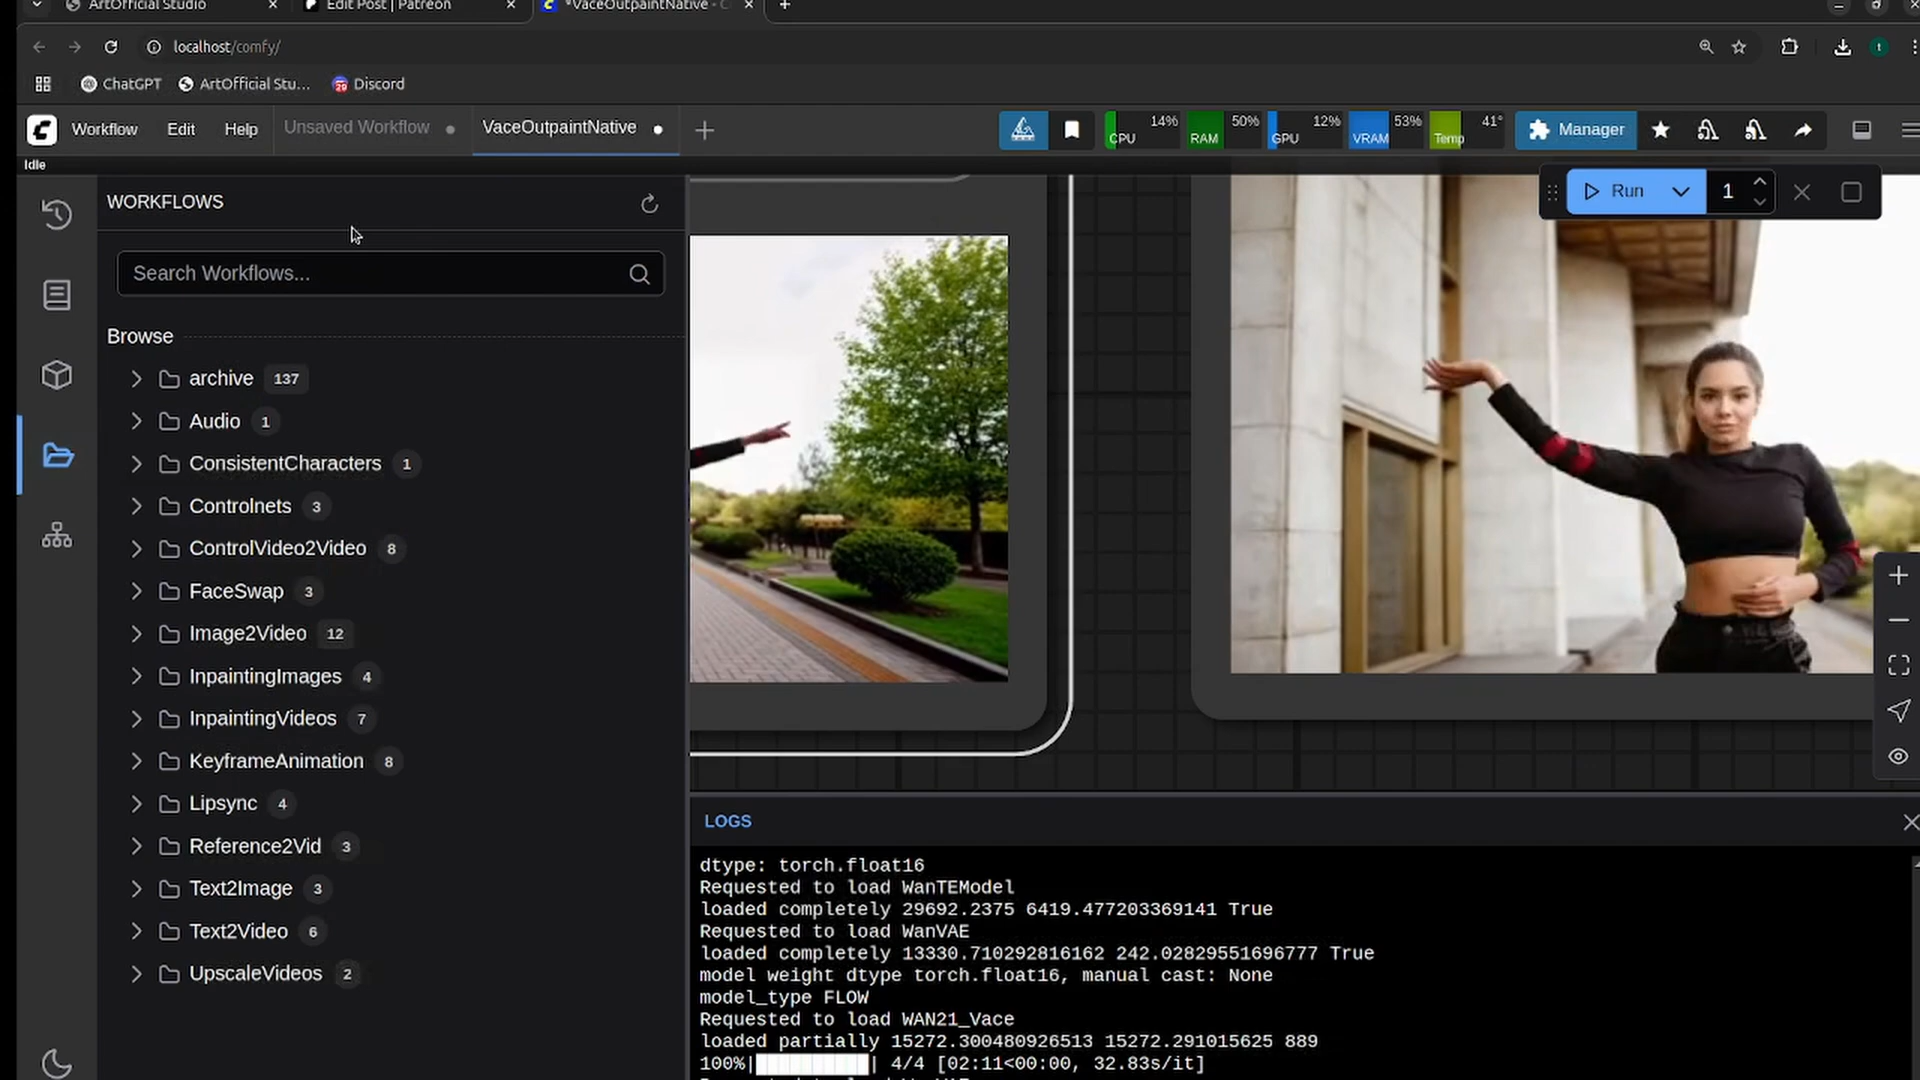 ArtOfficial Studio
Edit Post | Patreon
*VaceOutpaintNative - C
localhost/comfy/
t
ChatGPT
ArtOfficial Stu...
29
Discord
Workflow
Edit
Help
Unsaved Workflow
VaceOutpaintNative
CPU
14%
RAM
50%
GPU
12%
VRAM
53%
Temp
41°
Manager
Idle
WORKFLOWS
Run
1
Search Workflows...
Browse
archive 137
Audio 1
ConsistentCharacters 1
Controlnets 3
ControlVideo2Video 8
FaceSwap 3
Image2Video 12
InpaintingImages 4
InpaintingVideos 7
KeyframeAnimation 8
Lipsync 4
Reference2Vid 3
Text2Image 3
Text2Video 6
UpscaleVideos 2
LOGS
dtype: torch.float16
Requested to load WanTEModel
loaded completely 29692.2375 6419.477203369141 True
Requested to load WanVAE
loaded completely 13330.710292816162 242.02829551696777 True
model weight dtype torch.float16, manual cast: None
model_type FLOW
Requested to load WAN21_Vace
loaded partially 15272.300480926513 15272.291015625 889
100%|██████████| 4/4 [02:11<00:00, 32.83s/it]